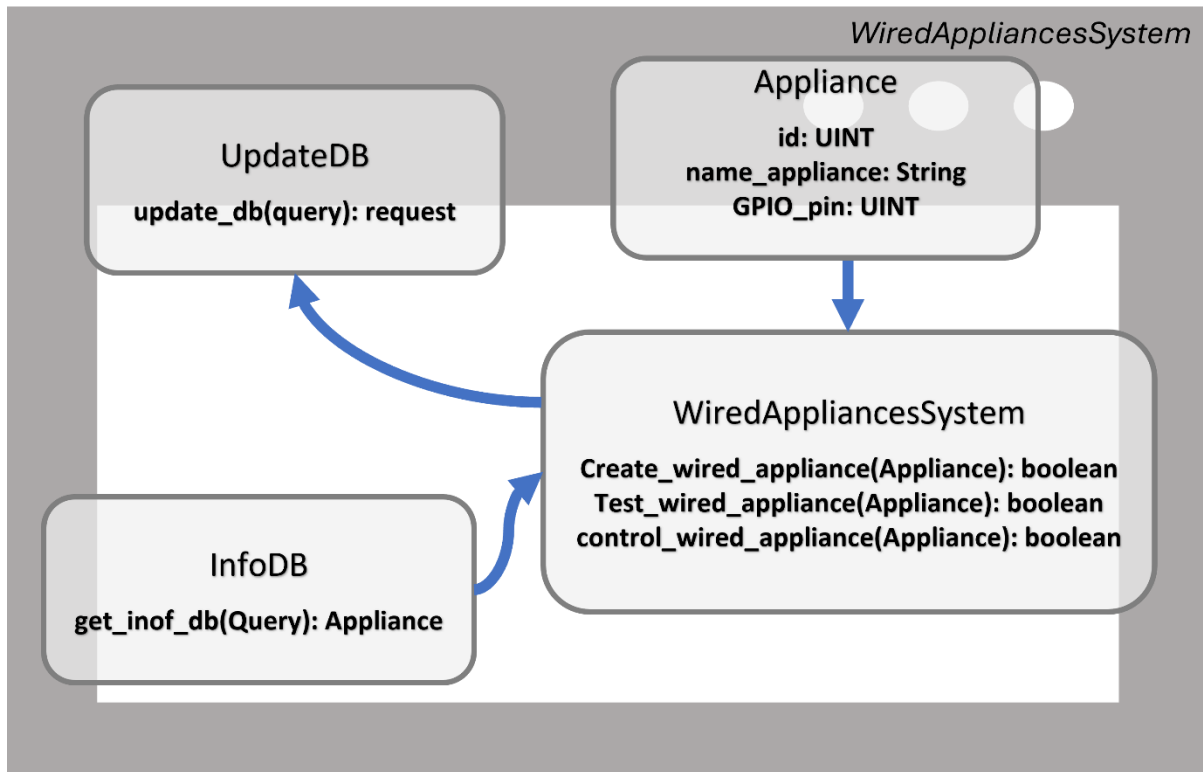 WiredAppliancesSystem
Appliance
id: UINT
name_appliance: String
GPIO_pin: UINT
UpdateDB
update_db(query): request
WiredAppliancesSystem
Create_wired_appliance(Appliance): boolean
Test_wired_appliance(Appliance): boolean
control_wired_appliance(Appliance): boolean
InfoDB
get_inof_db(Query): Appliance